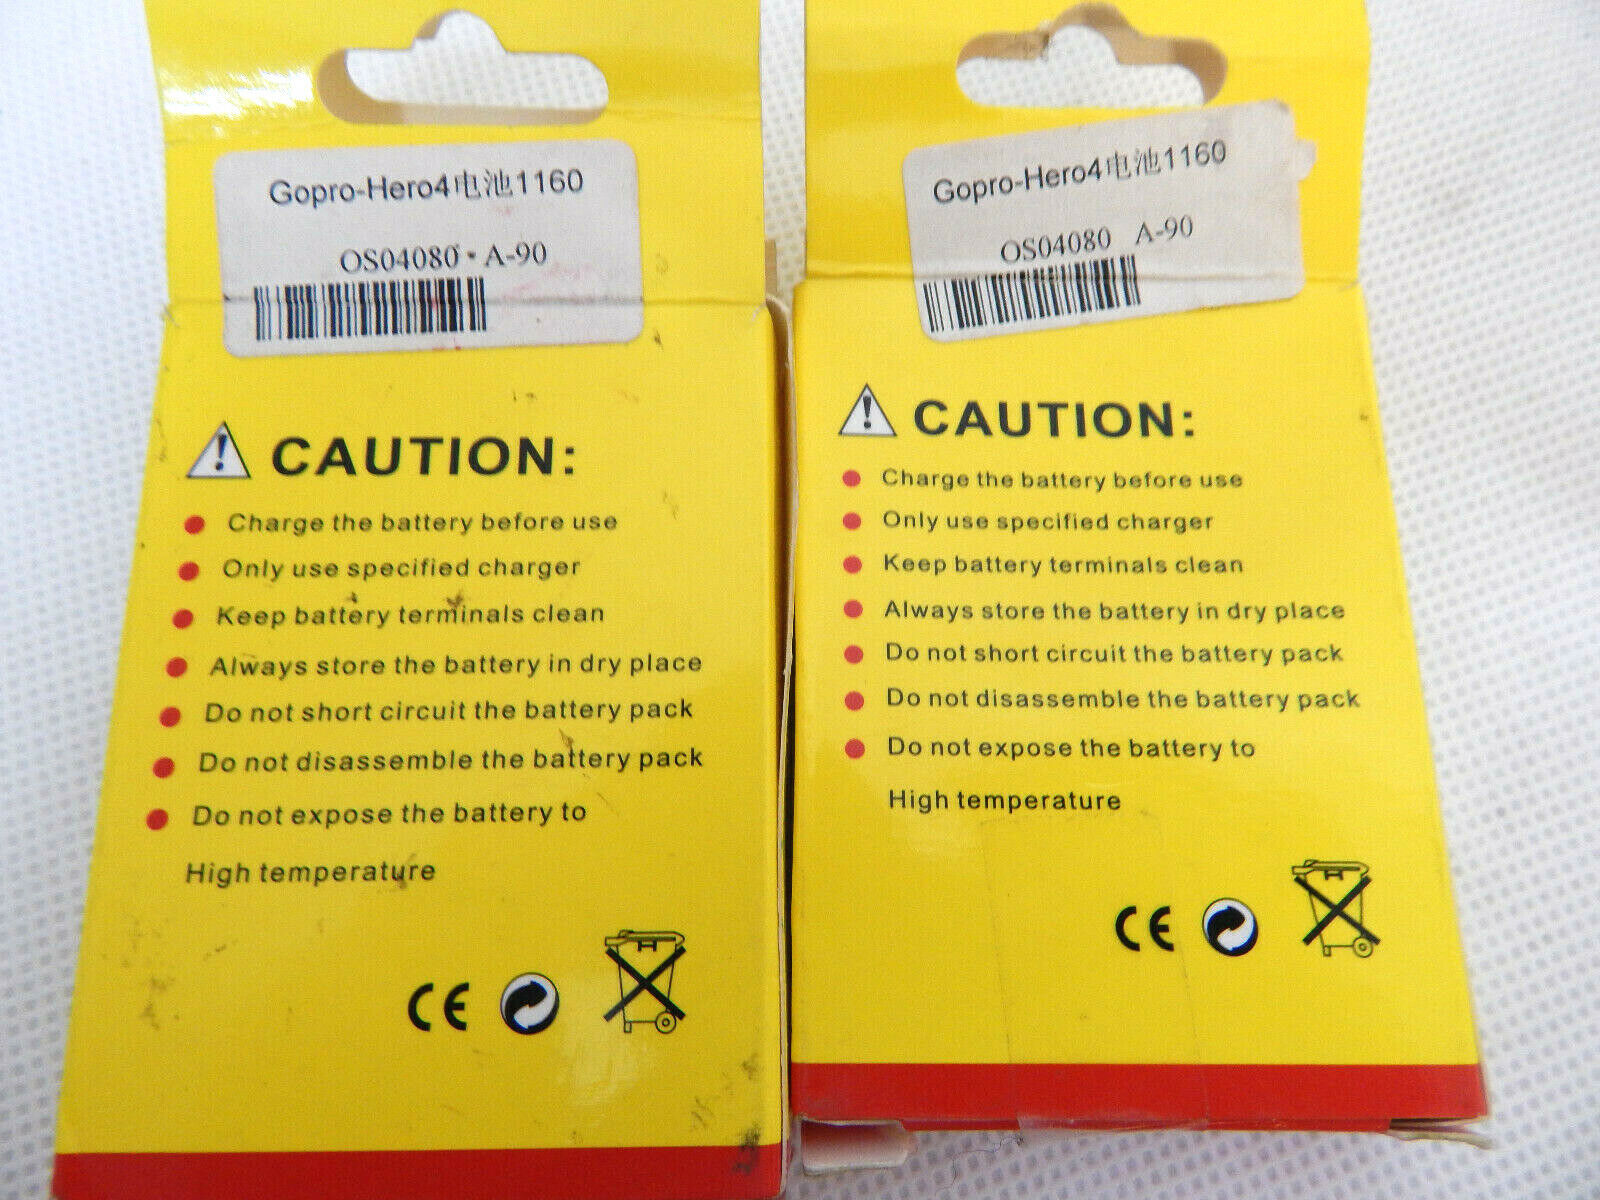 Gopro-Hero4电池1160
OS04080 · A-90
CAUTION:
Charge the battery before use
Only use specified charger
Keep battery terminals clean
Always store the battery in dry place
Do not short circuit the battery pack
Do not disassemble the battery pack
Do not expose the battery to
High temperature
CE
Gopro-Hero4电池1160
OS04080 A-90
CAUTION:
Charge the battery before use
Only use specified charger
Keep battery terminals clean
Always store the battery in dry place
Do not short circuit the battery pack
Do not disassemble the battery pack
Do not expose the battery to
High temperature
CE